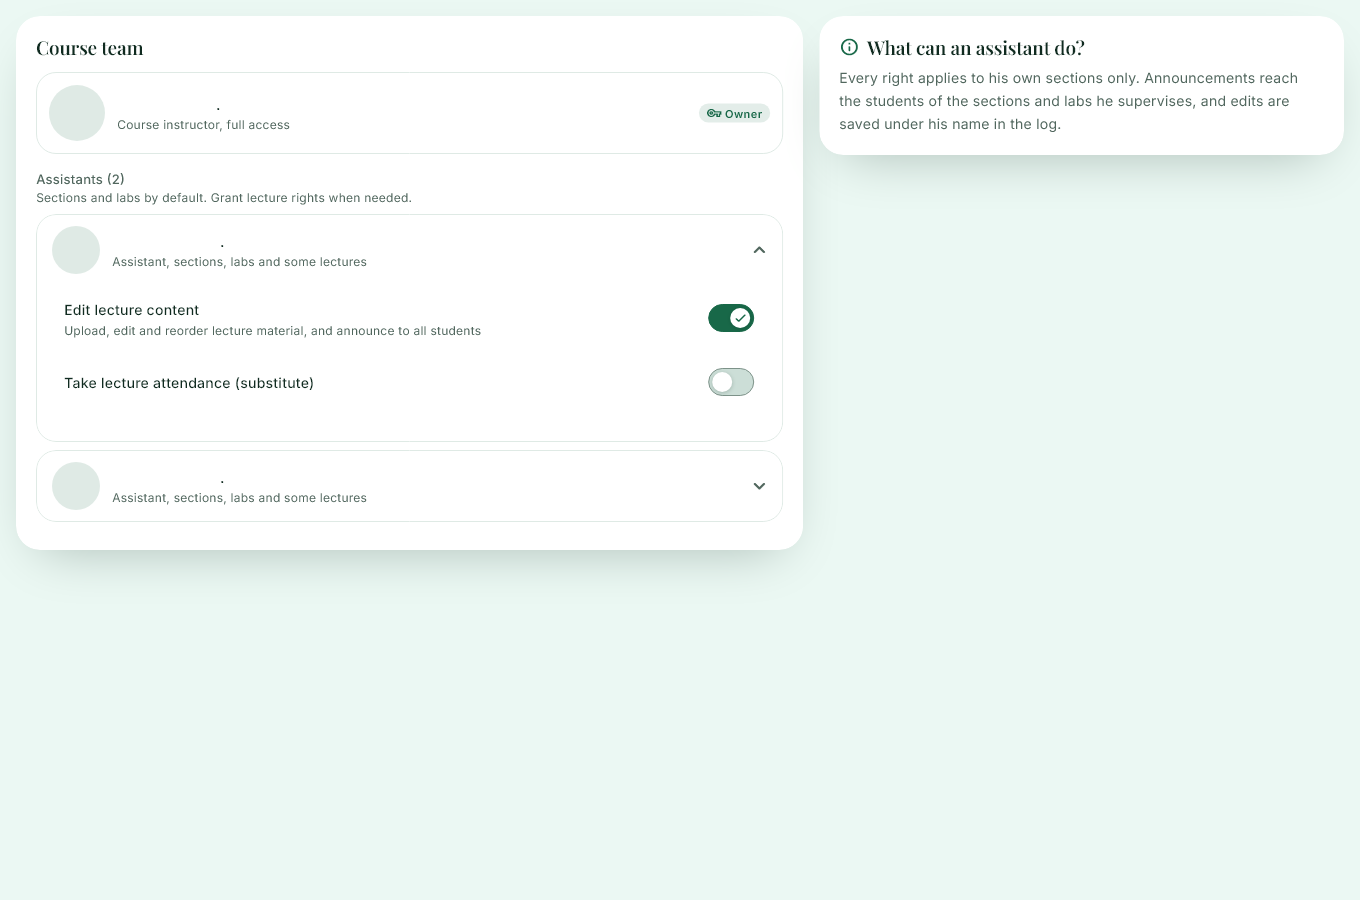 Course team
.
Course instructor, full access
Owner
Assistants (2)
Sections and labs by default. Grant lecture rights when needed.
.
Assistant, sections, labs and some lectures
Edit lecture content
Upload, edit and reorder lecture material, and announce to all students
Take lecture attendance (substitute)
.
Assistant, sections, labs and some lectures
What can an assistant do?
Every right applies to his own sections only. Announcements reach
the students of the sections and labs he supervises, and edits are
saved under his name in the log.